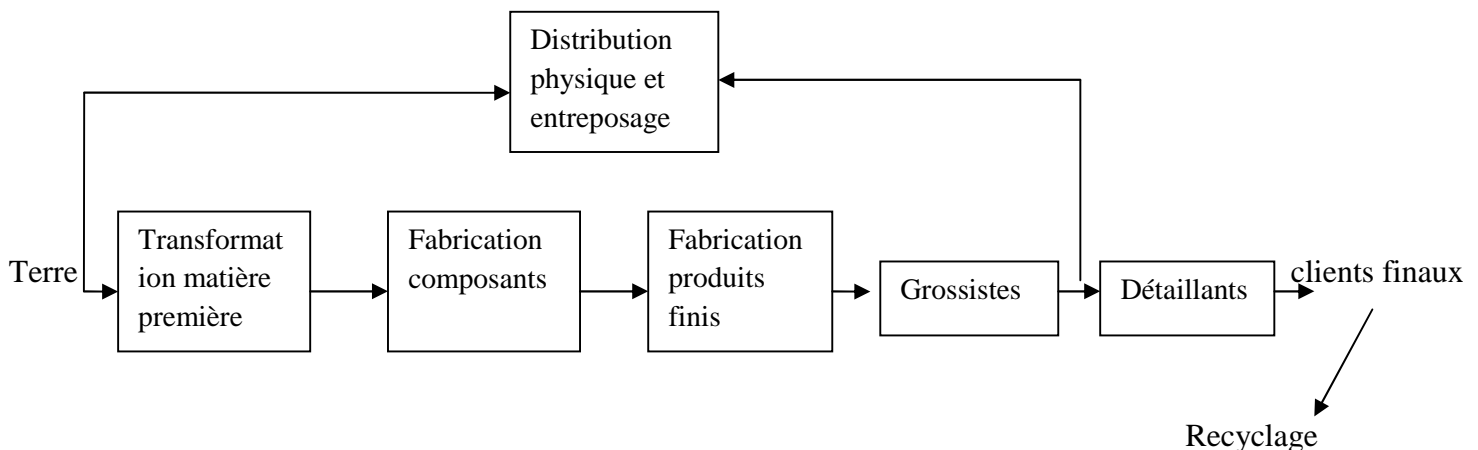 Distribution
physique et
entreposage
Terre
Transformat
ion matière
première
Fabrication
composants
Fabrication
produits
finis
Grossistes
Détaillants
clients finaux
Recyclage